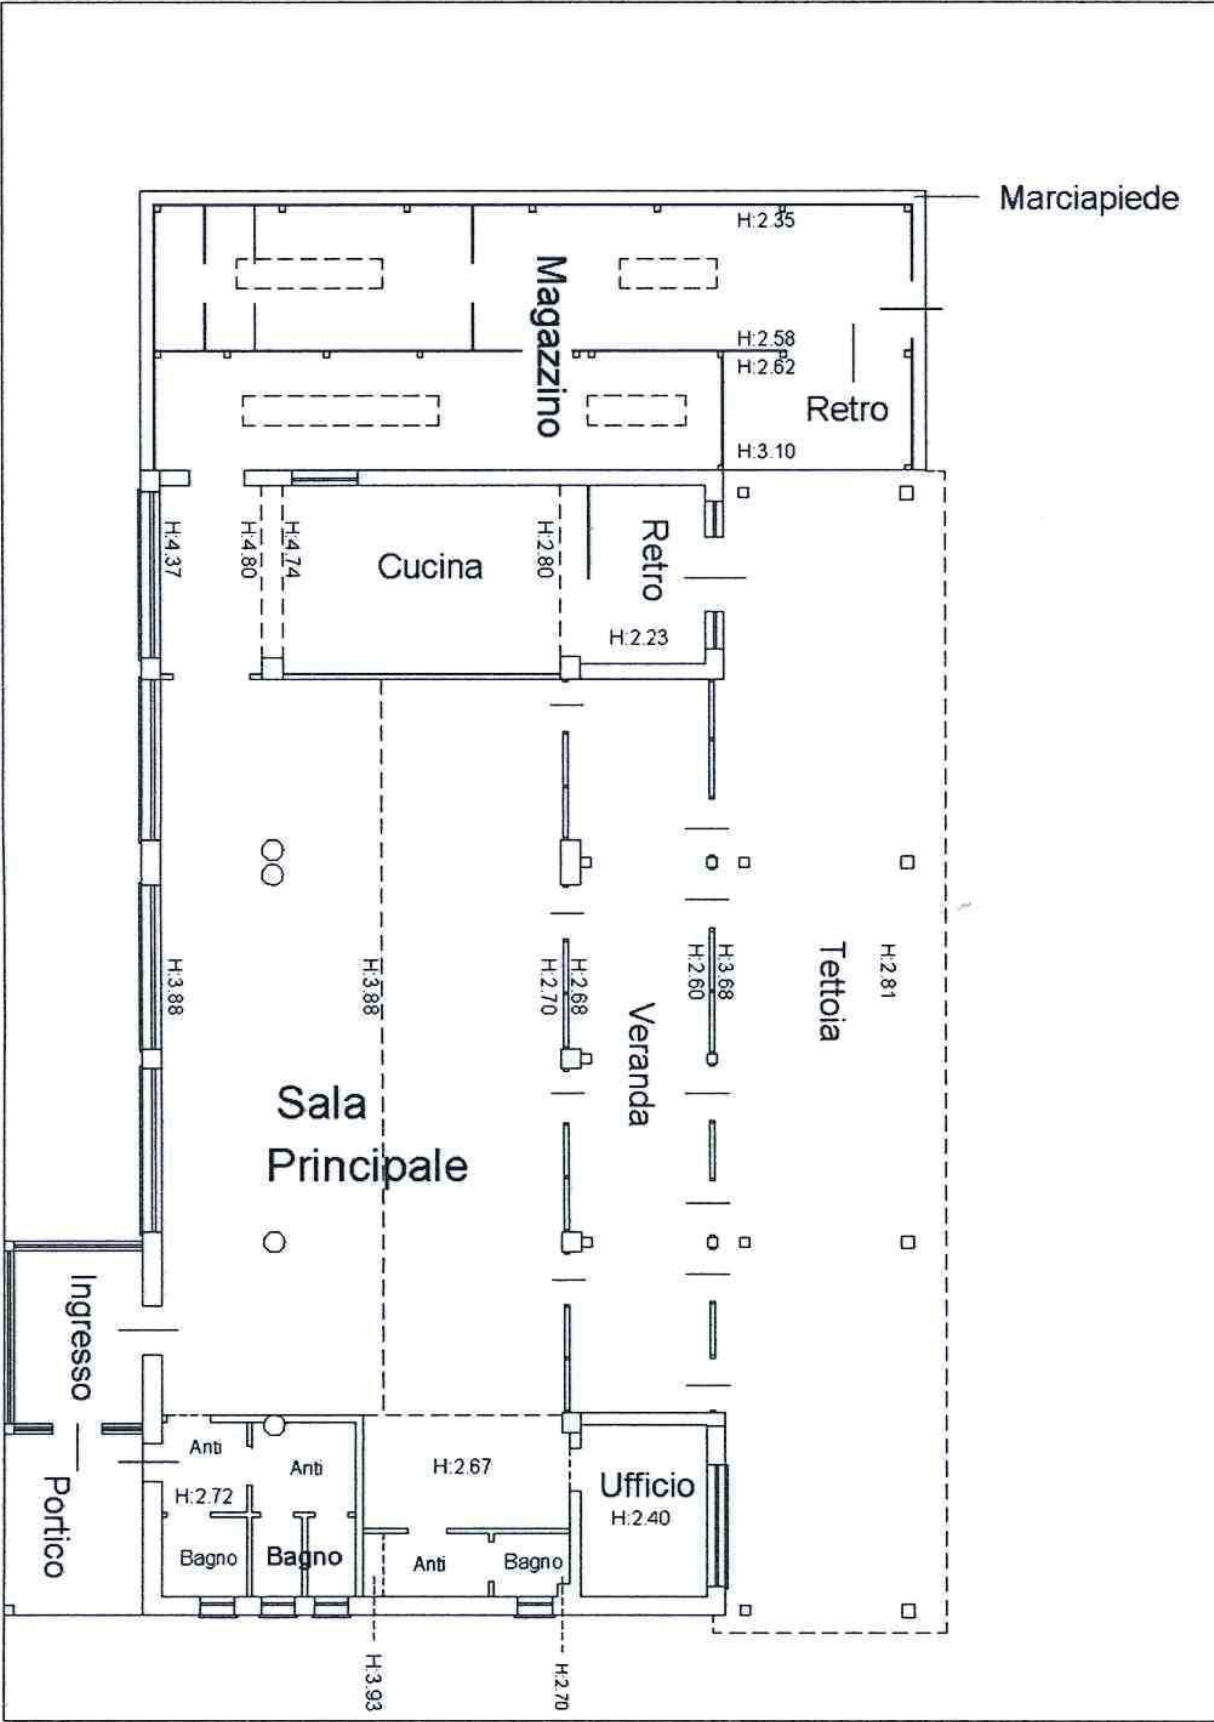 Marciapiede
H:2.35
Magazzino
H:2.58
H:2.62
Retro
H:3.10
H:4.37
H:4.80
H:4.74
Cucina
H:2.80
Retro
H:2.23
H:3.88
H:3.88
H:2.70
H:2.68
H:2.60
H:3.68
Tettoia
H:2.81
Veranda
Sala
Principale
Ingresso
Portico
Anti
Anti
H:2.72
H:2.67
Ufficio
H:2.40
Bagno
Bagno
Anti
Bagno
H:3.93
H:2.70